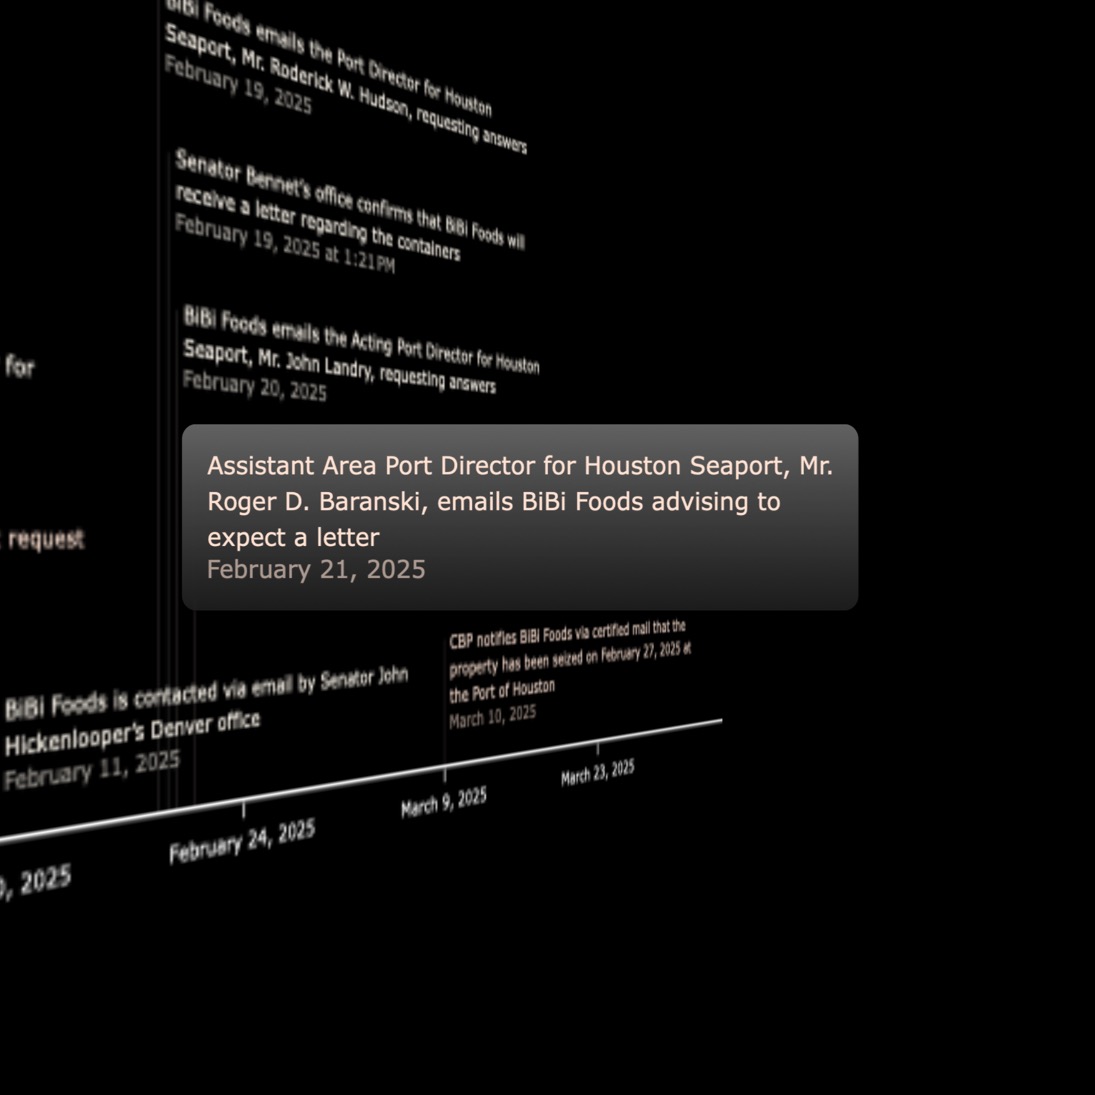 BiBi Foods emails the Port Director for Houston
Seaport, Mr. Roderick W. Hudson, requesting answers
February 19, 2025
Senator Bennet's office confirms that BiBi Foods will
receive a letter regarding the containers
February 19, 2025 at 1:21PM
BiBi Foods emails the Acting Port Director for Houston
Seaport, Mr. John Landry, requesting answers
February 20, 2025
for
Assistant Area Port Director for Houston Seaport, Mr.
Roger D. Baranski, emails BiBi Foods advising to
expect a letter
February 21, 2025
request
CBP notifies BiBi Foods via certified mail that the
property has been seized on February 27, 2025 at
the Port of Houston
March 10, 2025
BiBi Foods is contacted via email by Senator John
Hickenlooper's Denver office
February 11, 2025
March 23, 2025
March 9, 2025
February 24, 2025
0, 2025